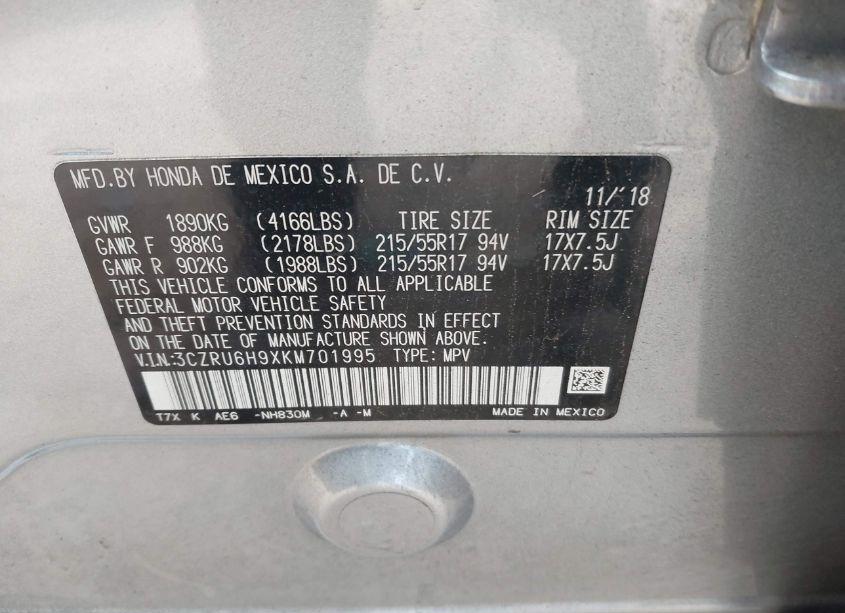 MFD.BY HONDA DE MEXICO S.A. DE C.V.
11/'18
GVWR 1890KG (4166LBS) TIRE SIZE RIM SIZE
GAWR F 988KG (2178LBS) 215/55R17 94V 17X7.5J
GAWR R 902KG (1988LBS) 215/55R17 94V 17X7.5J
THIS VEHICLE CONFORMS TO ALL APPLICABLE
FEDERAL MOTOR VEHICLE SAFETY
AND THEFT PREVENTION STANDARDS IN EFFECT
ON THE DATE OF MANUFACTURE SHOWN ABOVE.
V.I.N:3CZRU6H9XKM701995 TYPE: MPV
T7X K AE6 -NH830M -A -M MADE IN MEXICO